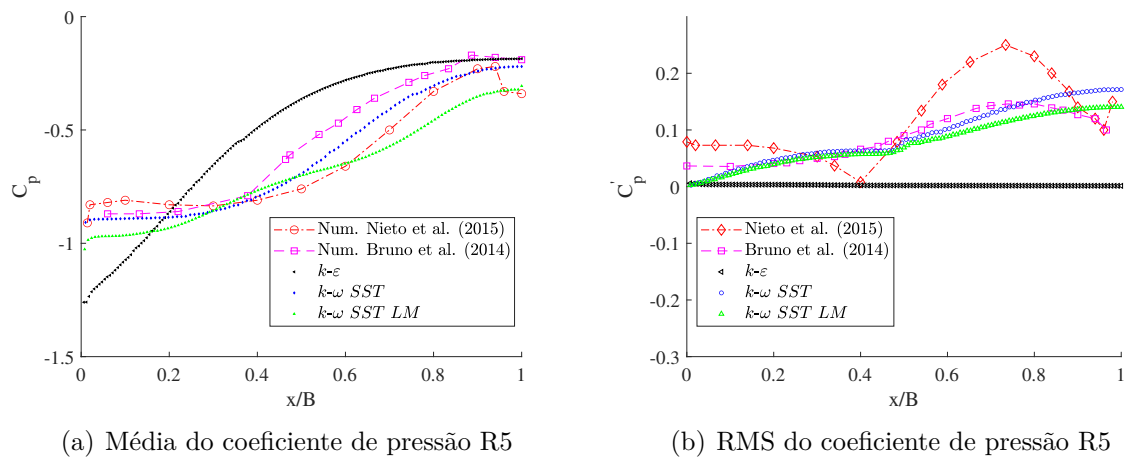 0
-0.5
-1
-1.5
C_p
0
0.2
0.4
0.6
0.8
1
x/B
Num. Nieto et al. (2015)
Num. Bruno et al. (2014)
k-ε
k-ω SST
k-ω SST LM
(a) Média do coeficiente de pressão R5
0.2
0.1
0
-0.1
-0.2
-0.3
C_p'
0
0.2
0.4
0.6
0.8
1
x/B
Nieto et al. (2015)
Bruno et al. (2014)
k-ε
k-ω SST
k-ω SST LM
(b) RMS do coeficiente de pressão R5